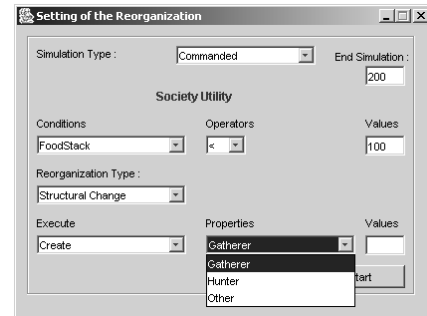 Setting of the Reorganization
Simulation Type : Commanded End Simulation :
200
Society Utility
Conditions Operators Values
FoodStack < 100
Reorganization Type :
Structural Change
Execute Properties Values
Create Gatherer
Gatherer
Hunter
Other